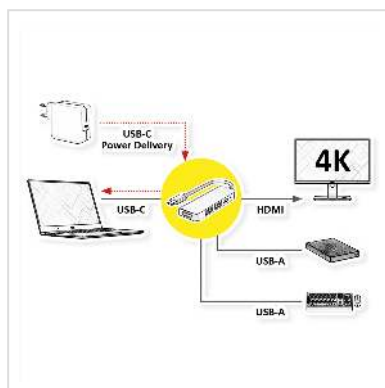 USB-C
Power Delivery
4K
USB-C
HDMI
USB-A
USB-A